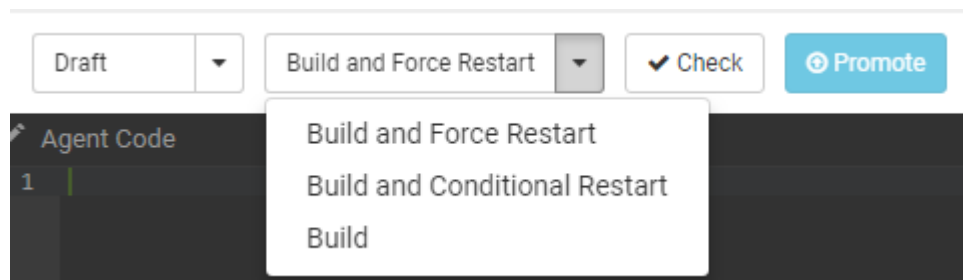 Draft
Build and Force Restart
Check
Promote
Agent Code
Build and Force Restart
1
Build and Conditional Restart
Build